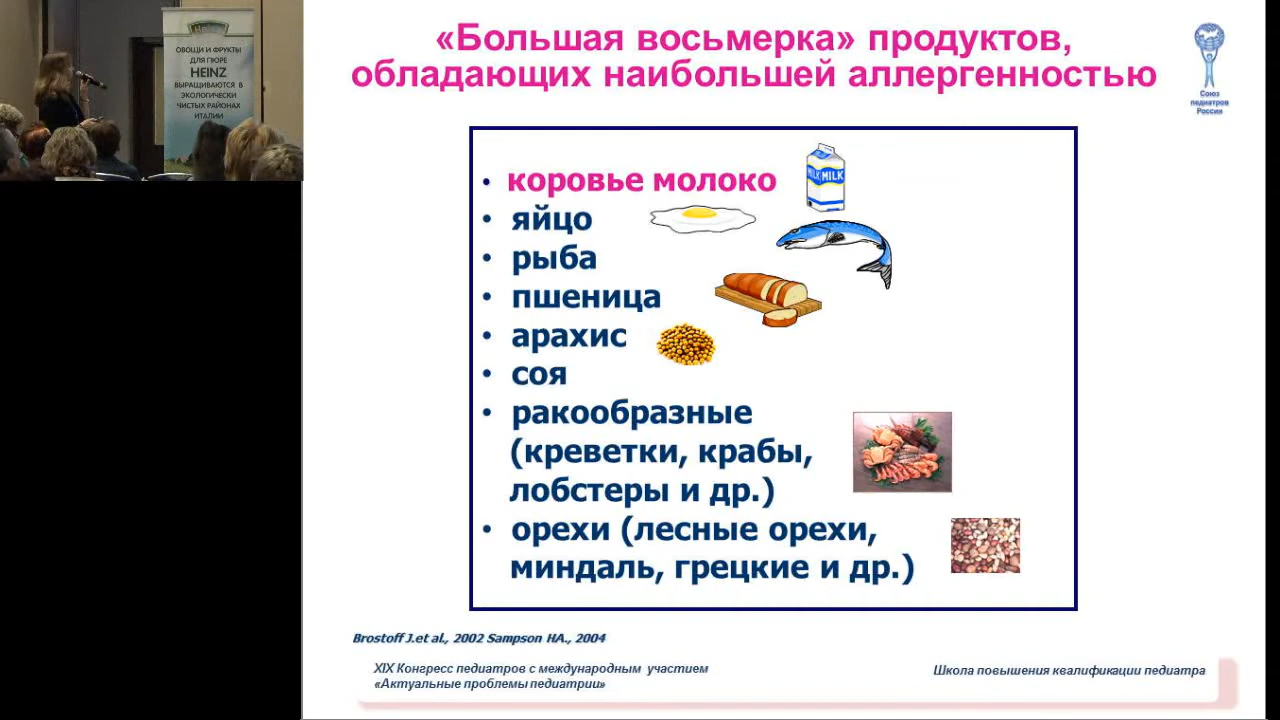 «Большая восьмерка» продуктов,
обладающих наибольшей аллергенностью
Союз
педиатров
России
ОВОЩИ И ФРУКТЫ
ДЛЯ ПЮРЕ
HEINZ
ВЫРАЩИВАЮТСЯ В
ЭКОЛОГИЧЕСКИ
ЧИСТЫХ РАЙОНАХ
ИТАЛИИ
• коровье молоко
MILK MILK
• яйцо
• рыба
• пшеница
• арахис
• соя
• ракообразные
(креветки, крабы,
лобстеры и др.)
• орехи (лесные орехи,
миндаль, грецкие и др.)
Brostoff J.et al., 2002 Sampson HA., 2004
XIX Конгресс педиатров с международным участием
«Актуальные проблемы педиатрии»
Школа повышения квалификации педиатра